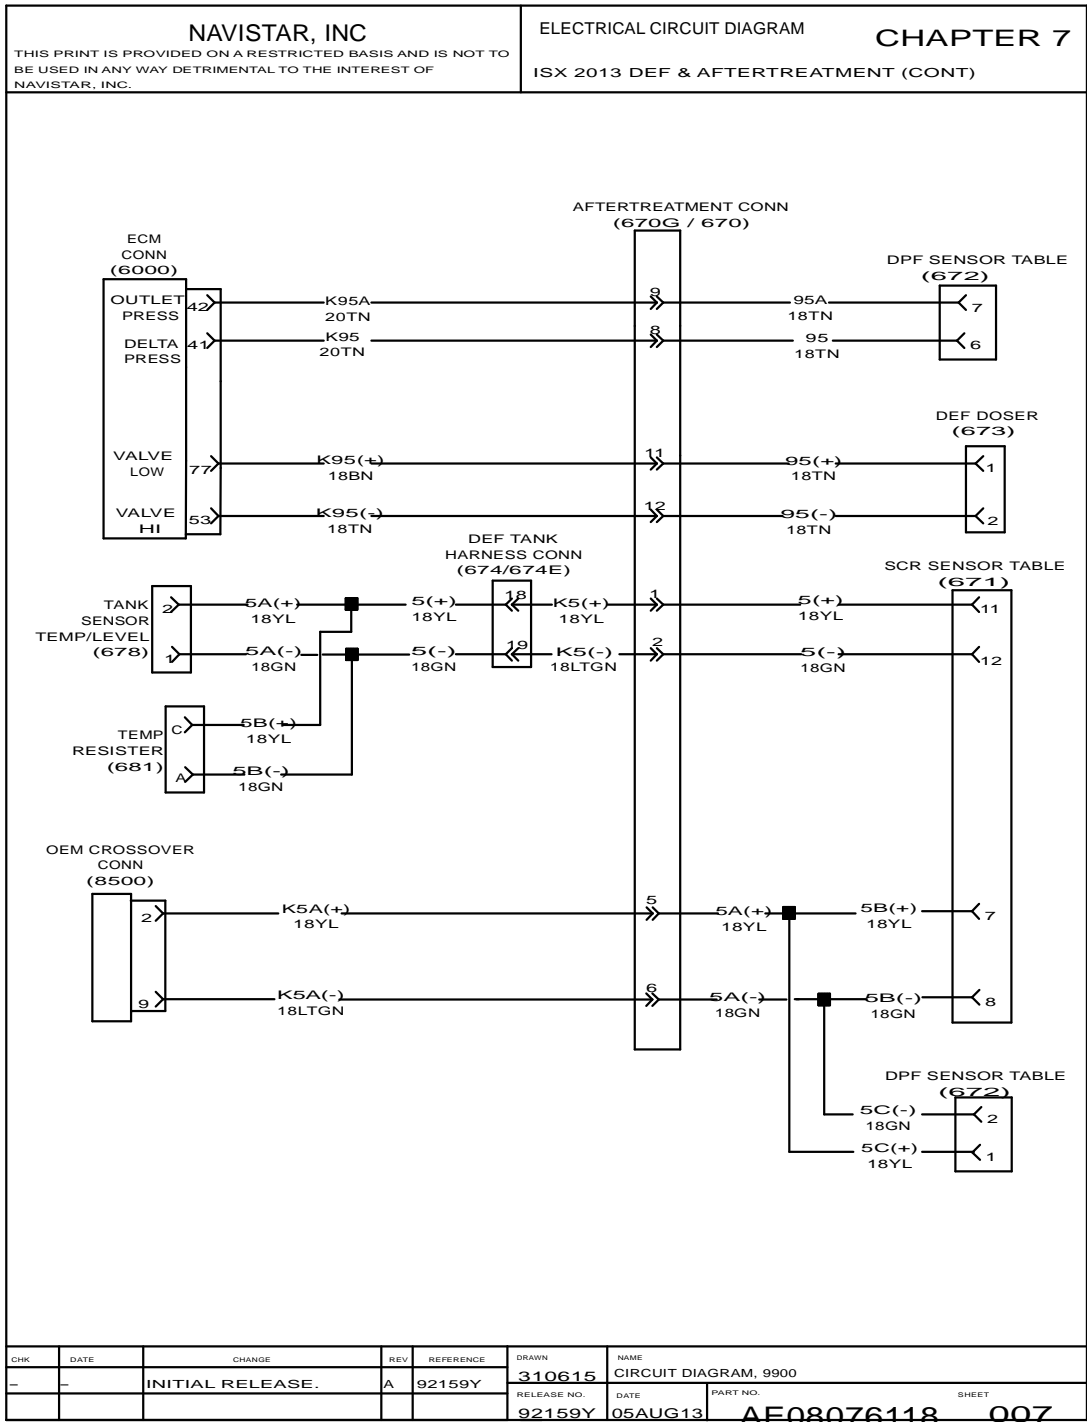 NAVISTAR, INC
THIS PRINT IS PROVIDED ON A RESTRICTED BASIS AND IS NOT TO
BE USED IN ANY WAY DETRIMENTAL TO THE INTEREST OF
NAVISTAR, INC.
ELECTRICAL CIRCUIT DIAGRAM
CHAPTER 7
ISX 2013 DEF & AFTERTREATMENT (CONT)
AFTERTREATMENT CONN
(670G / 670)
ECM
CONN
(6000)
DPF SENSOR TABLE
(672)
OUTLET
PRESS
42
K95A
20TN
9
95A
18TN
7
DELTA
PRESS
41
K95
20TN
8
95
18TN
6
DEF DOSER
(673)
VALVE
LOW
77
K95(+)
18BN
11
95(+)
18TN
1
VALVE
HI
53
K95(-)
18TN
12
95(-)
18TN
2
DEF TANK
HARNESS CONN
(674/674E)
SCR SENSOR TABLE
(671)
TANK
SENSOR
TEMP/LEVEL
(678)
2
5A(+)
18YL
5(+)
18YL
18
K5(+)
18YL
1
5(+)
18YL
11
1
5A(-)
18GN
5(-)
18GN
19
K5(-)
18LTGN
2
5(-)
18GN
12
TEMP
RESISTER
(681)
C
5B(+)
18YL
A
5B(-)
18GN
OEM CROSSOVER
CONN
(8500)
2
K5A(+)
18YL
5
5A(+)
18YL
5B(+)
18YL
7
9
K5A(-)
18LTGN
6
5A(-)
18GN
5B(-)
18GN
8
DPF SENSOR TABLE
(672)
5C(-)
18GN
2
5C(+)
18YL
1
CHK DATE CHANGE REV REFERENCE
- - INITIAL RELEASE. A 92159Y
DRAWN
310615
NAME
CIRCUIT DIAGRAM, 9900
RELEASE NO.
92159Y
DATE
05AUG13
PART NO.
AE08076118
SHEET
007